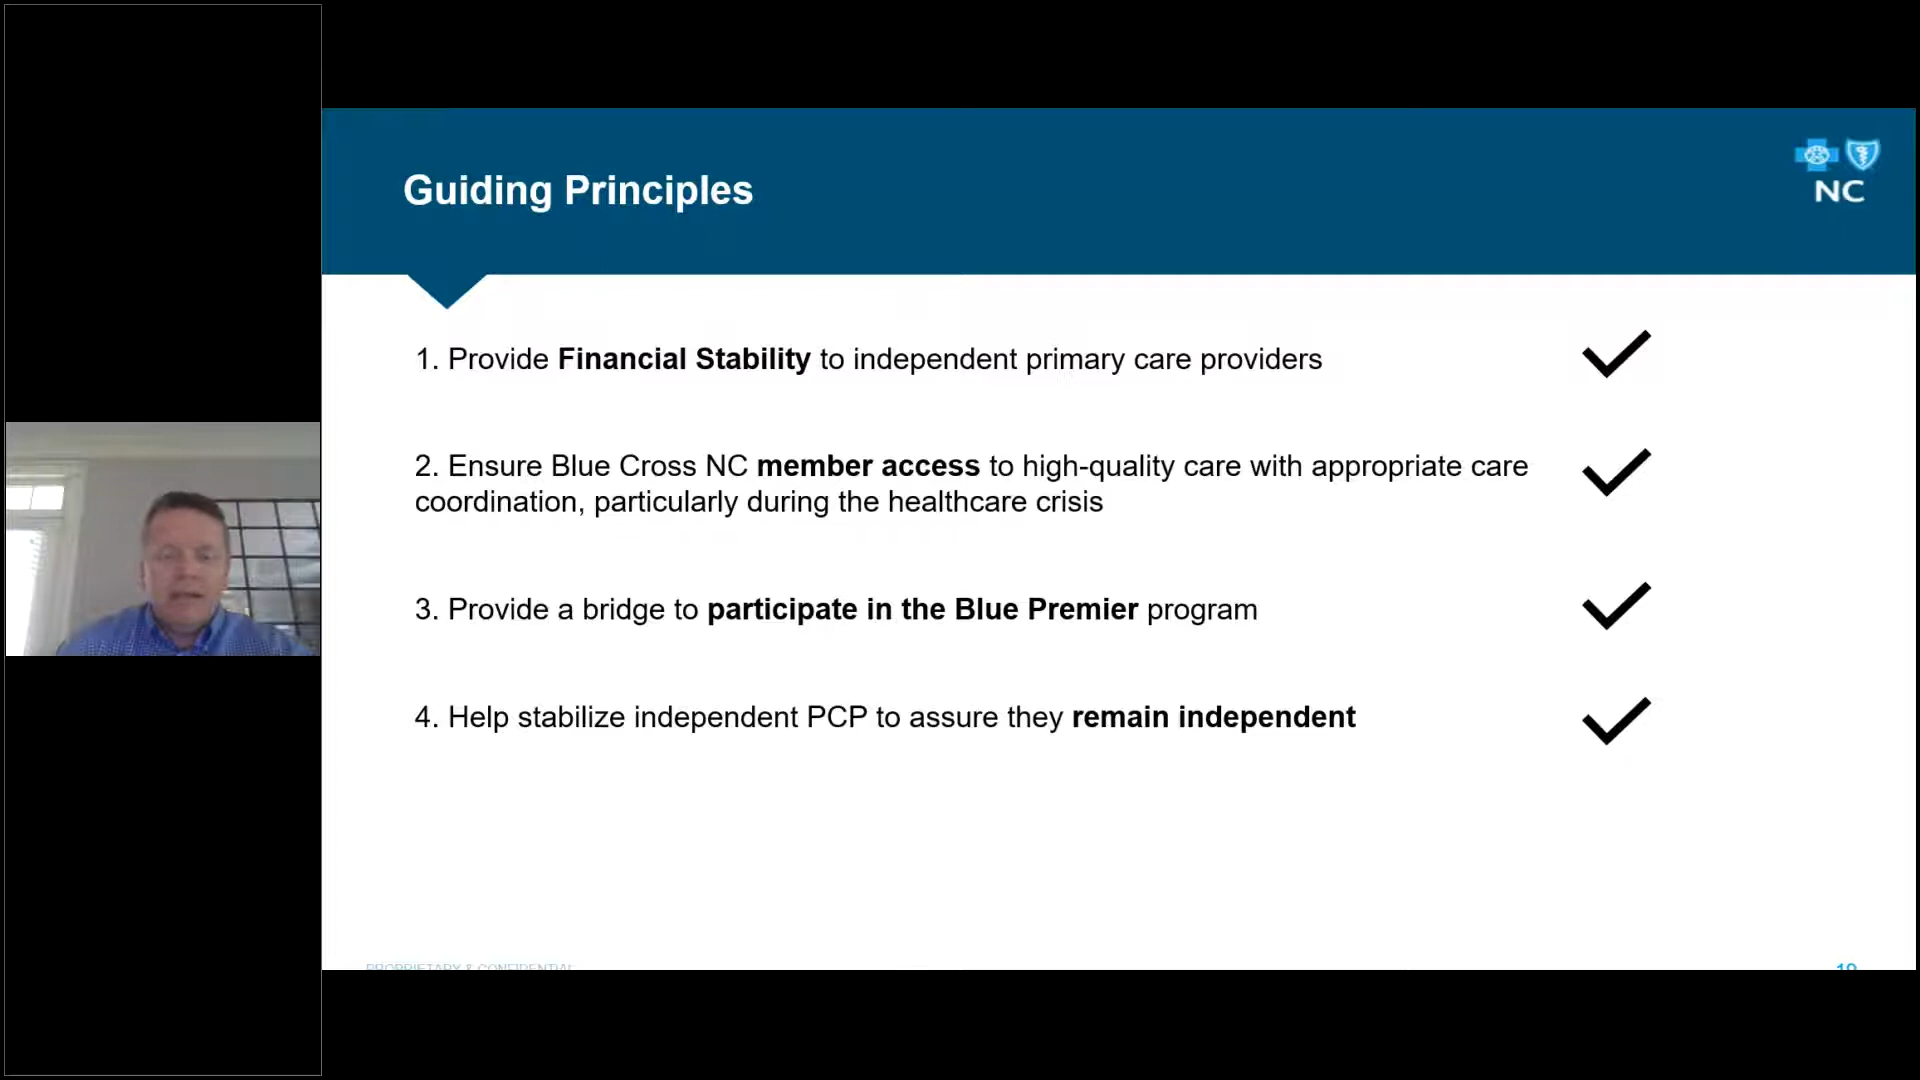 Guiding Principles
NC
1. Provide Financial Stability to independent primary care providers
2. Ensure Blue Cross NC member access to high-quality care with appropriate care
coordination, particularly during the healthcare crisis
3. Provide a bridge to participate in the Blue Premier program
4. Help stabilize independent PCP to assure they remain independent
PROPRIETARY & CONFIDENTIAL